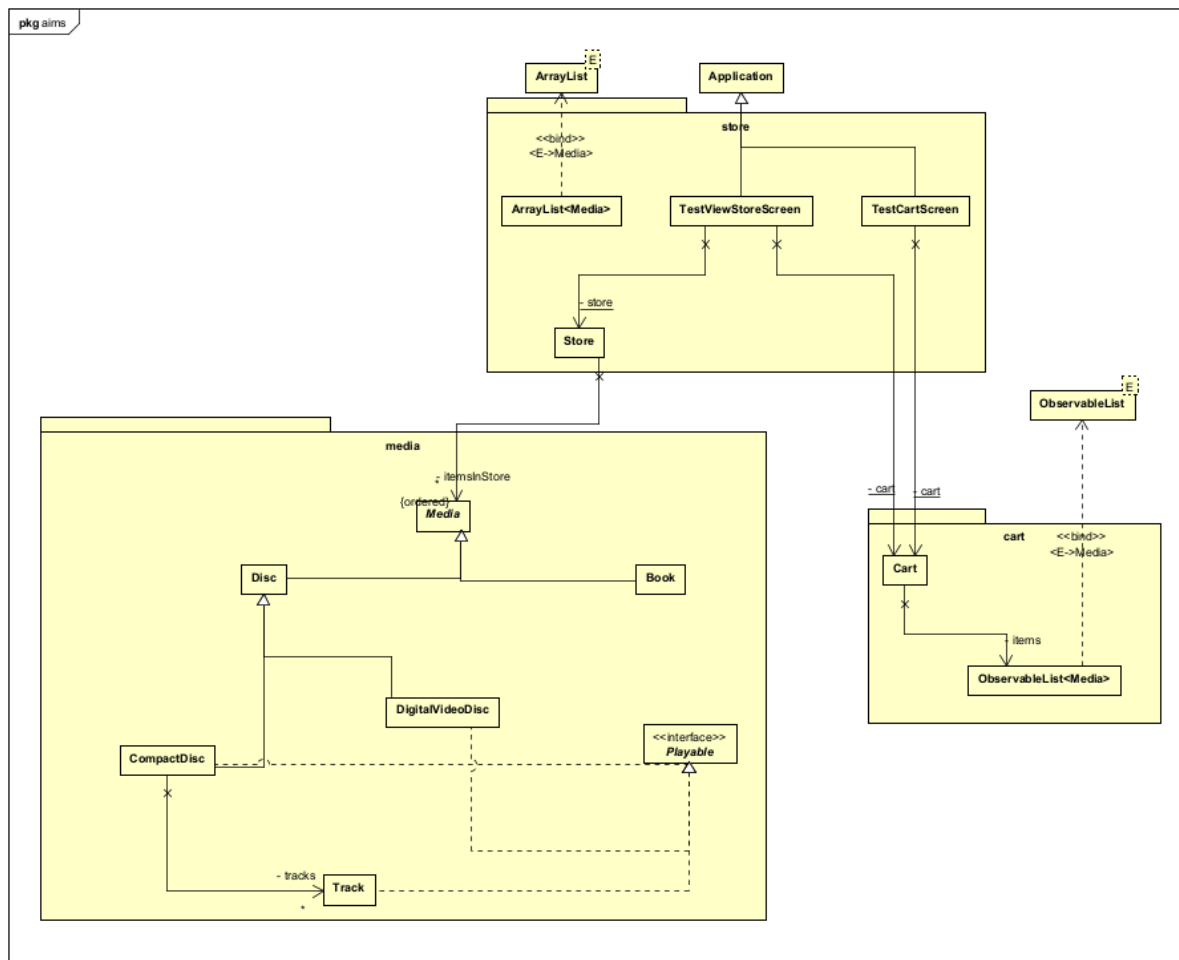 pkg aims
E
ArrayList
Application
store
<<bind>>
<E->Media>
ArrayList<Media>
TestViewStoreScreen
TestCartScreen
- store
Store
E
ObservableList
media
- itemsInStore
*
{ordered}
Media
- cart
- cart
cart
<<bind>>
<E->Media>
Cart
Disc
Book
- items
ObservableList<Media>
DigitalVideoDisc
<<interface>>
Playable
CompactDisc
- tracks
Track
*